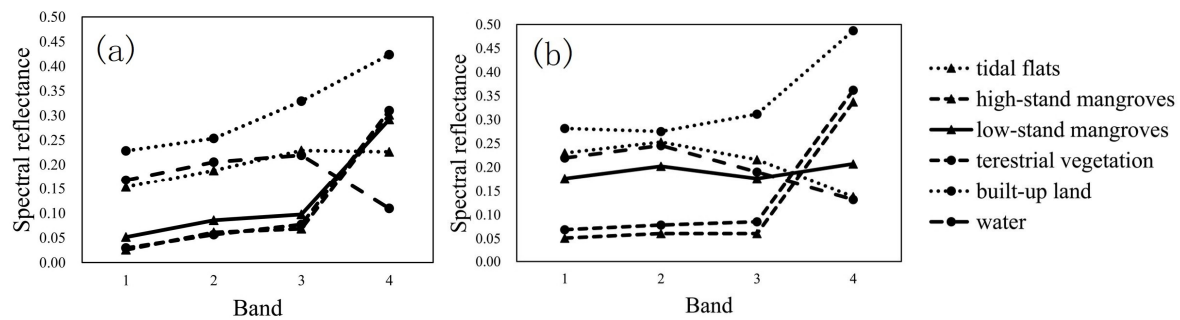 (a)
Spectral reflectance
0.50
0.45
0.40
0.35
0.30
0.25
0.20
0.15
0.10
0.05
0.00
1 2 3 4
Band
(b)
Spectral reflectance
0.50
0.45
0.40
0.35
0.30
0.25
0.20
0.15
0.10
0.05
0.00
1 2 3 4
Band
tidal flats
high-stand mangroves
low-stand mangroves
terestrial vegetation
built-up land
water